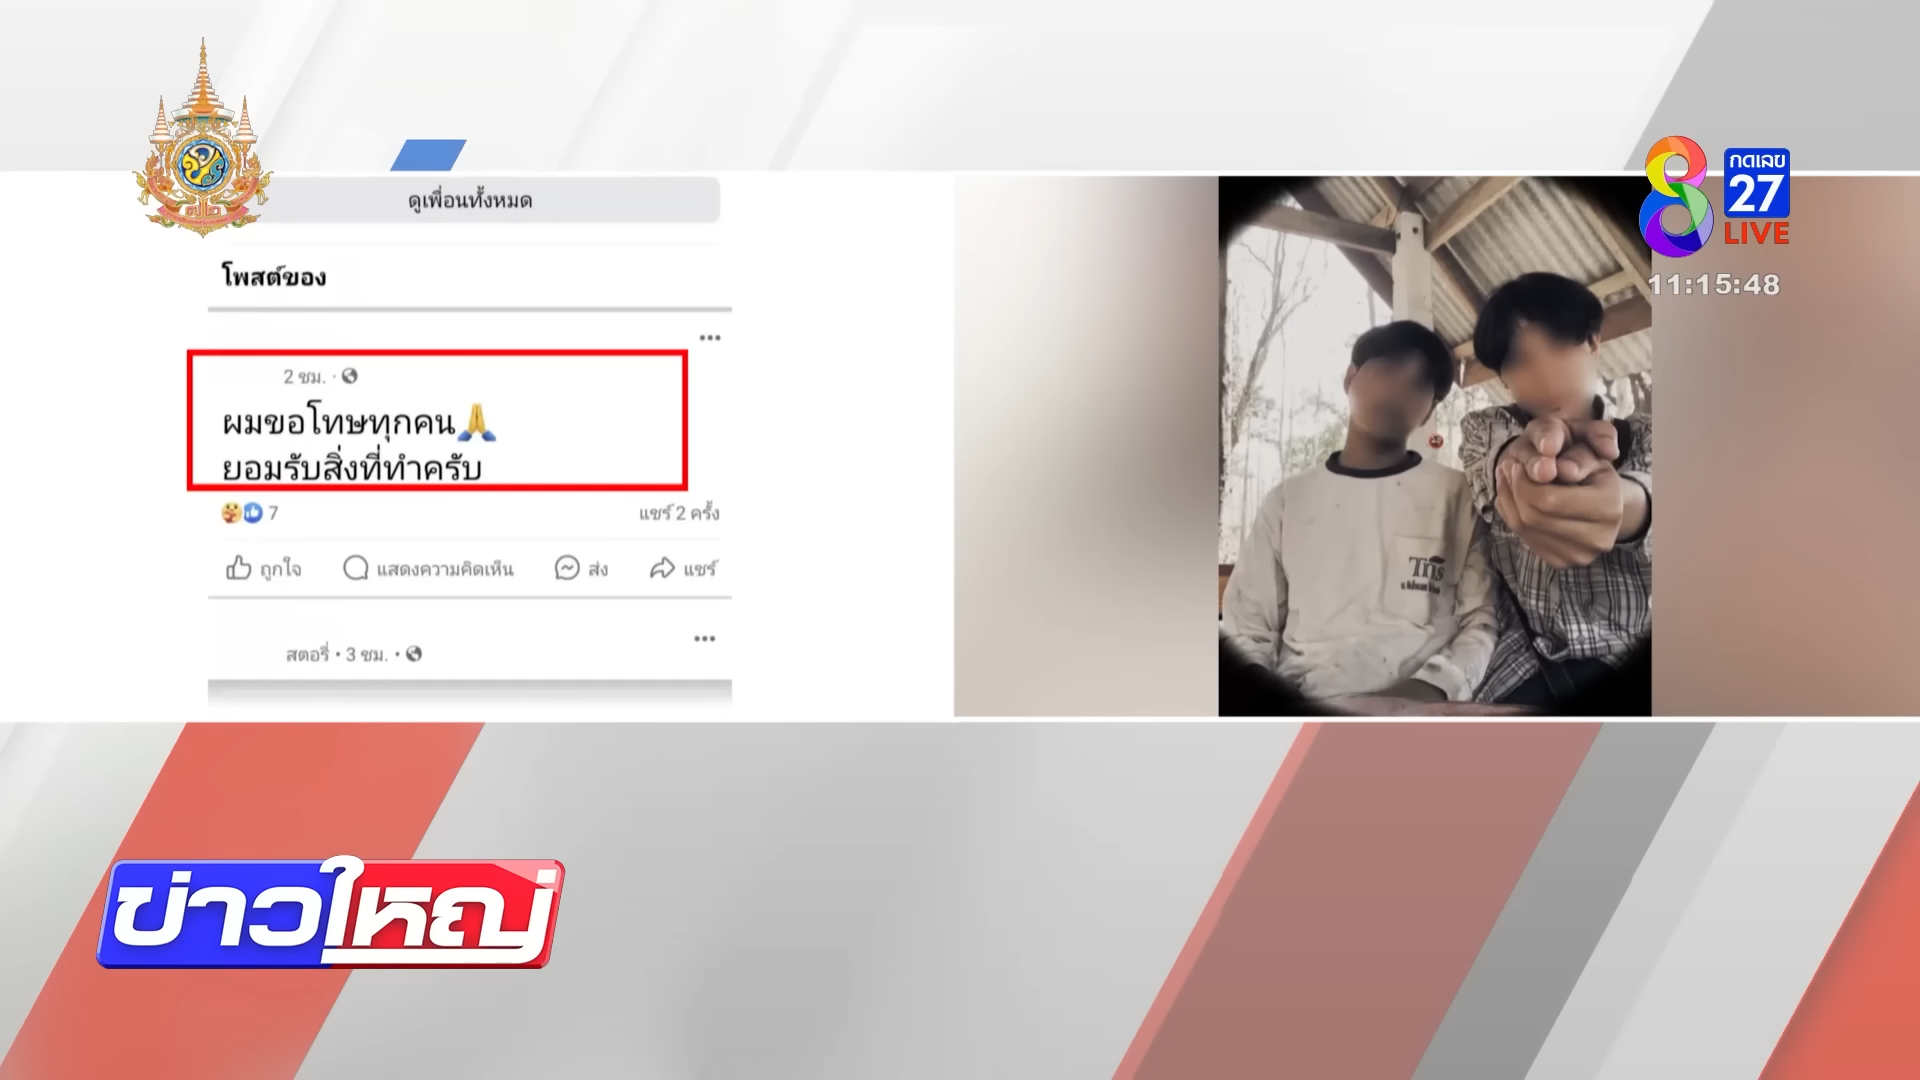 ดูเพื่อนทั้งหมด
โพสต์ของ
2 ชม.
ผมขอโทษทุกคน🙏
ยอมรับสิ่งที่ทำครับ
7
แชร์ 2 ครั้ง
ถูกใจ
แสดงความคิดเห็น
ส่ง
แชร์
สตอรี่ • 3 ชม. •
8
กดเลข
27
LIVE
11:15:48
Tns
ข่าวใหญ่